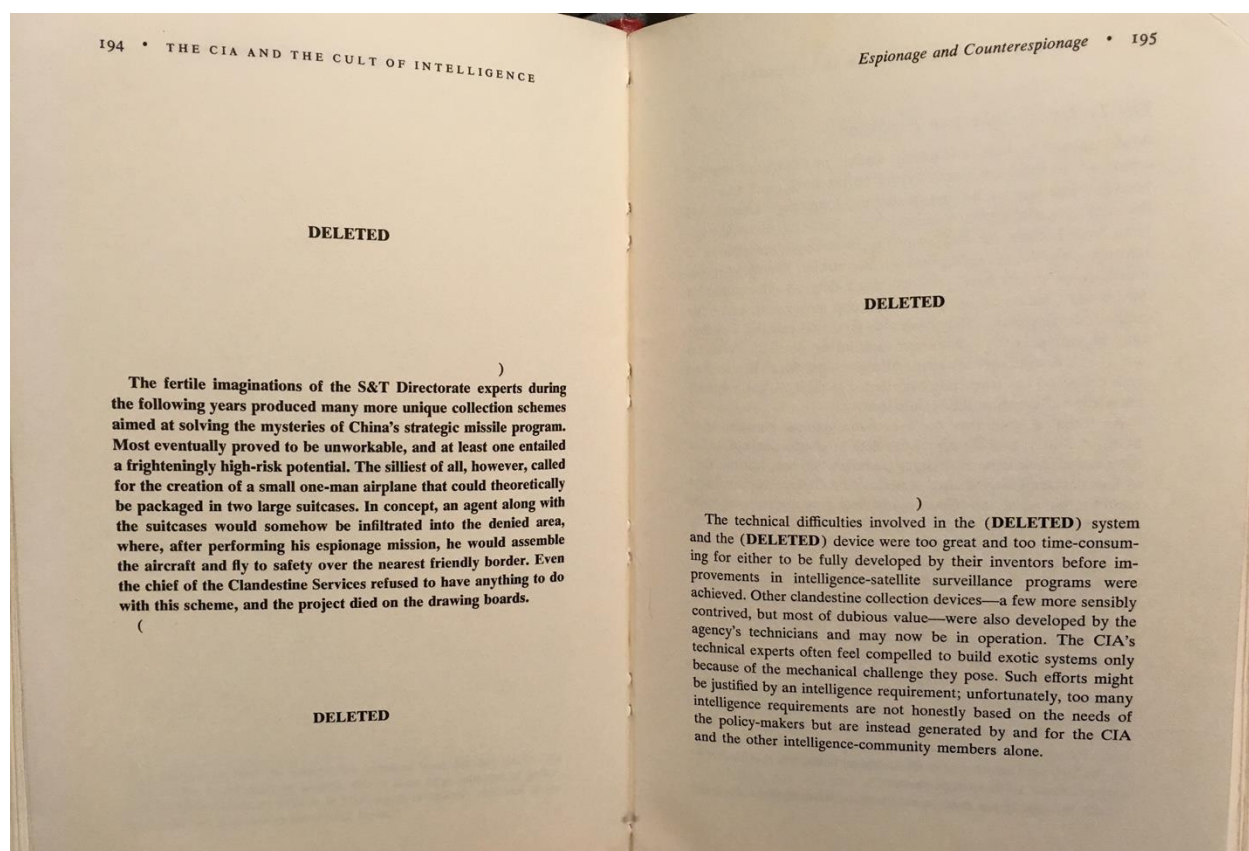 194 • THE CIA AND THE CULT OF INTELLIGENCE
DELETED
)
The fertile imaginations of the S&T Directorate experts during
the following years produced many more unique collection schemes
aimed at solving the mysteries of China's strategic missile program.
Most eventually proved to be unworkable, and at least one entailed
a frighteningly high-risk potential. The silliest of all, however, called
for the creation of a small one-man airplane that could theoretically
be packaged in two large suitcases. In concept, an agent along with
the suitcases would somehow be infiltrated into the denied area,
where, after performing his espionage mission, he would assemble
the aircraft and fly to safety over the nearest friendly border. Even
the chief of the Clandestine Services refused to have anything to do
with this scheme, and the project died on the drawing boards.
(
DELETED
Espionage and Counterespionage • 195
DELETED
)
The technical difficulties involved in the (DELETED) system
and the (DELETED) device were too great and too time-consum-
ing for either to be fully developed by their inventors before im-
provements in intelligence-satellite surveillance programs were
achieved. Other clandestine collection devices—a few more sensibly
contrived, but most of dubious value—were also developed by the
agency's technicians and may now be in operation. The CIA's
technical experts often feel compelled to build exotic systems only
because of the mechanical challenge they pose. Such efforts might
be justified by an intelligence requirement; unfortunately, too many
intelligence requirements are not honestly based on the needs of
the policy-makers but are instead generated by and for the CIA
and the other intelligence-community members alone.